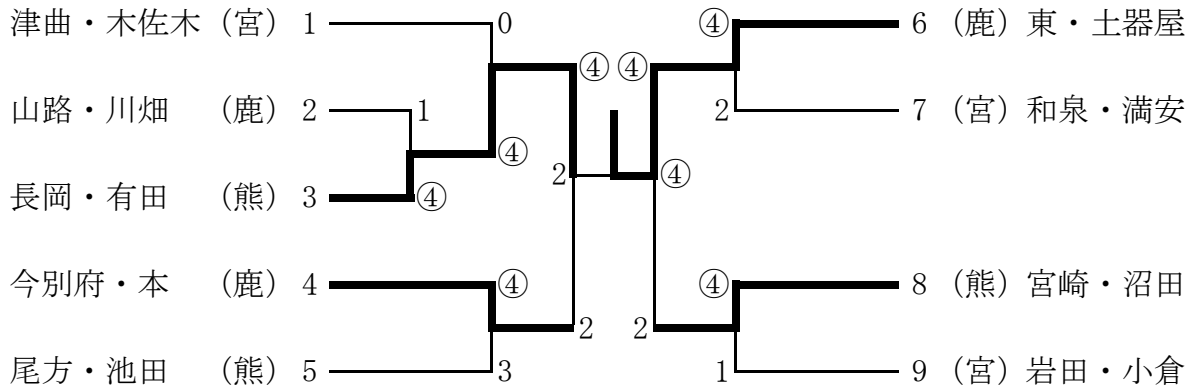 津曲・木佐木（宮） 1
0
④ ④
④
6 （鹿）東・土器屋
山路・川畑 （鹿） 2
1
④
2
7 （宮）和泉・満安
2
④
長岡・有田 （熊） 3
④
今別府・本 （鹿） 4
④
④
8 （熊）宮崎・沼田
2
2
尾方・池田 （熊） 5
3
1
9 （宮）岩田・小倉